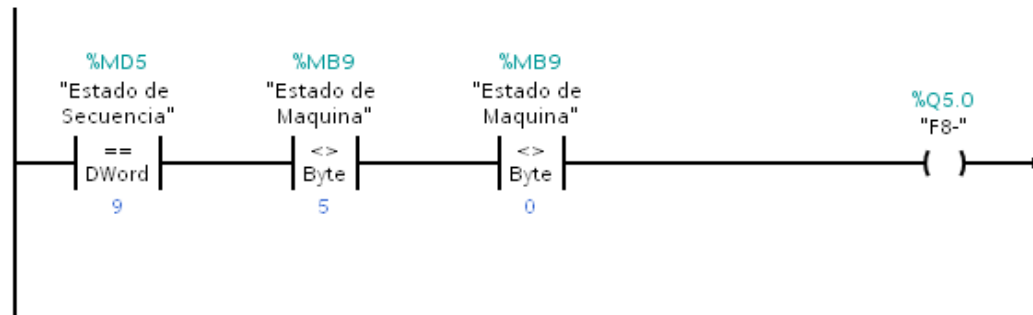 %MD5
"Estado de
Secuencia"
==
DWord
9
%MB9
"Estado de
Maquina"
<>
Byte
5
%MB9
"Estado de
Maquina"
<>
Byte
0
%Q5.0
"F8-"
( )